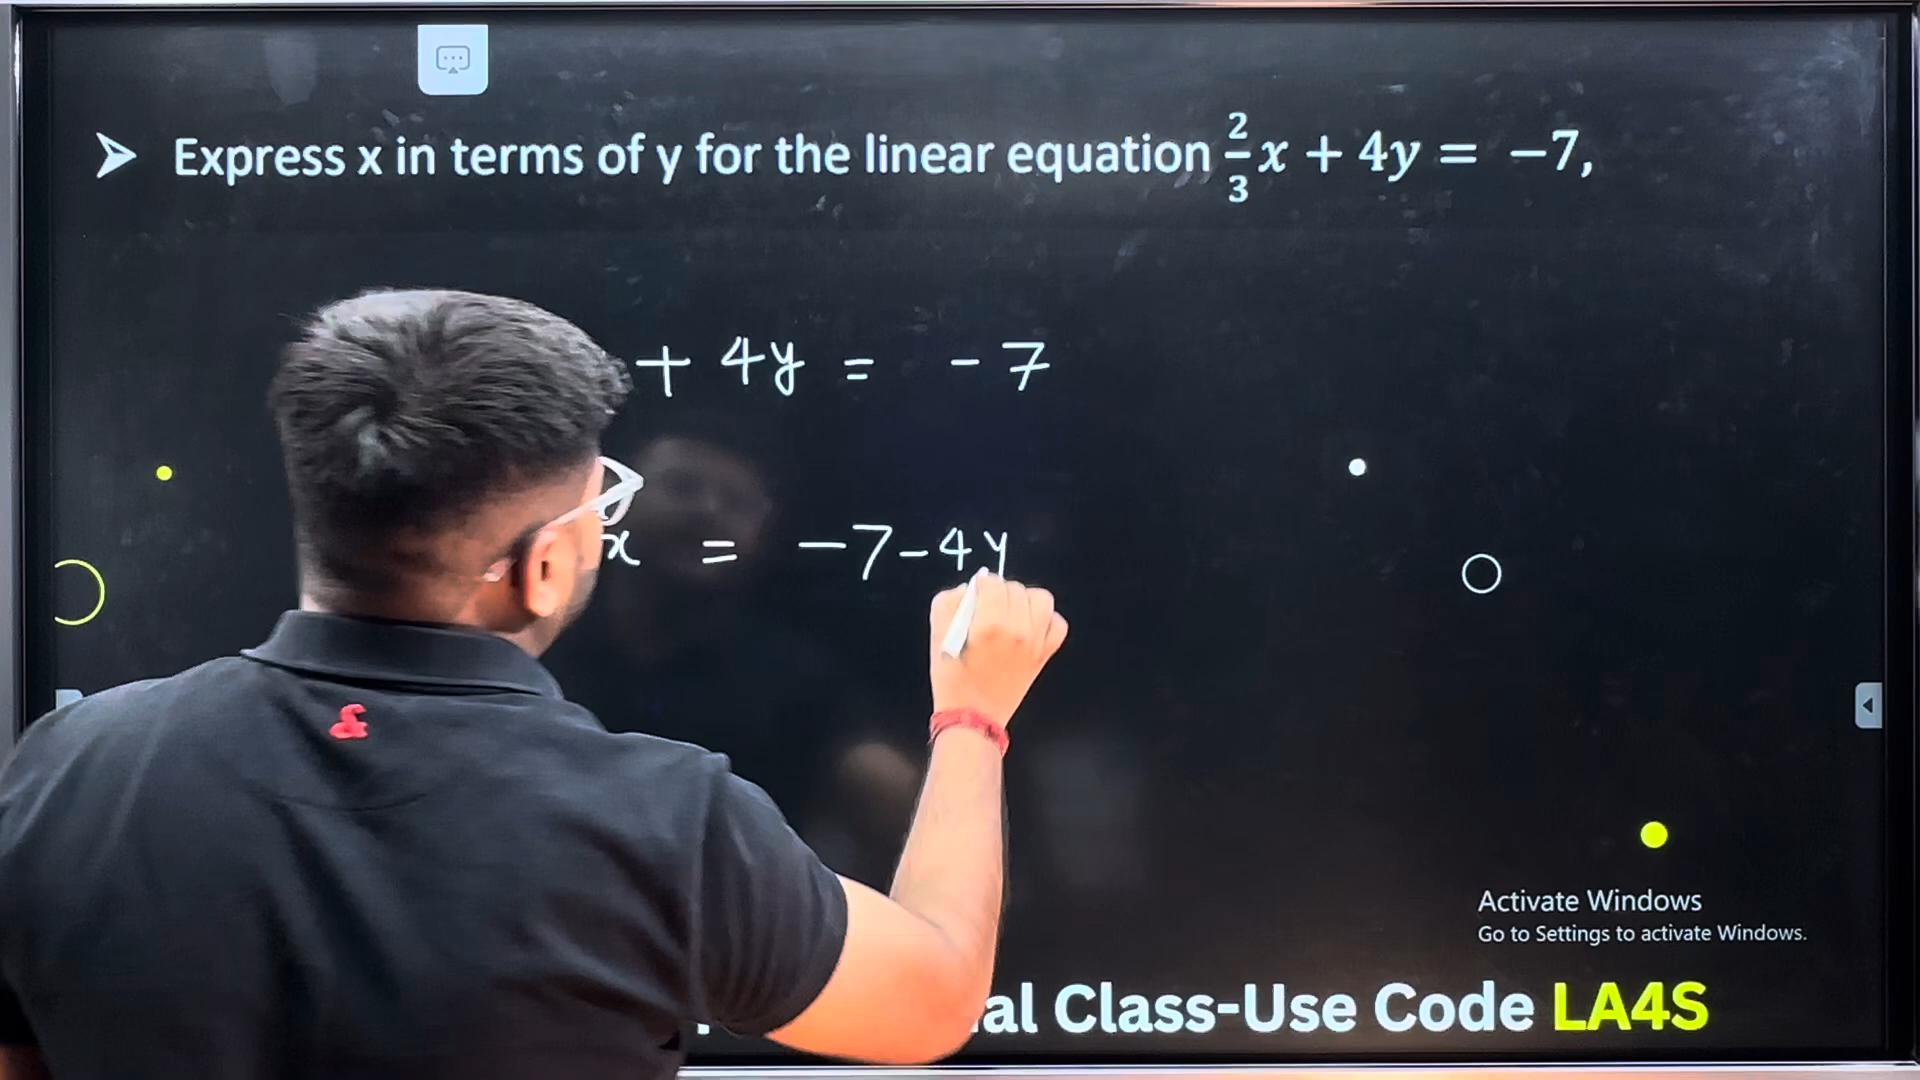 ➤ Express x in terms of y for the linear equation 2/3 x + 4y = −7,
+ 4y = - 7
x = -7-4y
Activate Windows
Go to Settings to activate Windows.
al Class-Use Code LA4S